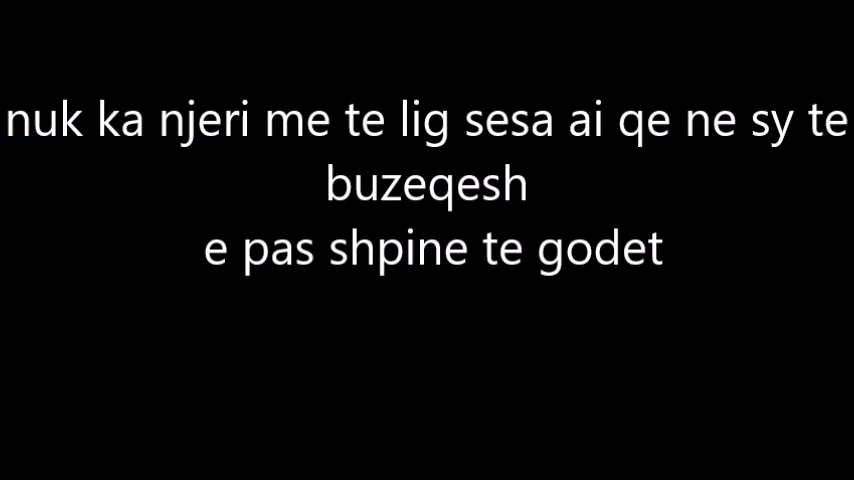 nuk ka njeri me te lig sesa ai qe ne sy te
buzeqesh
e pas shpine te godet